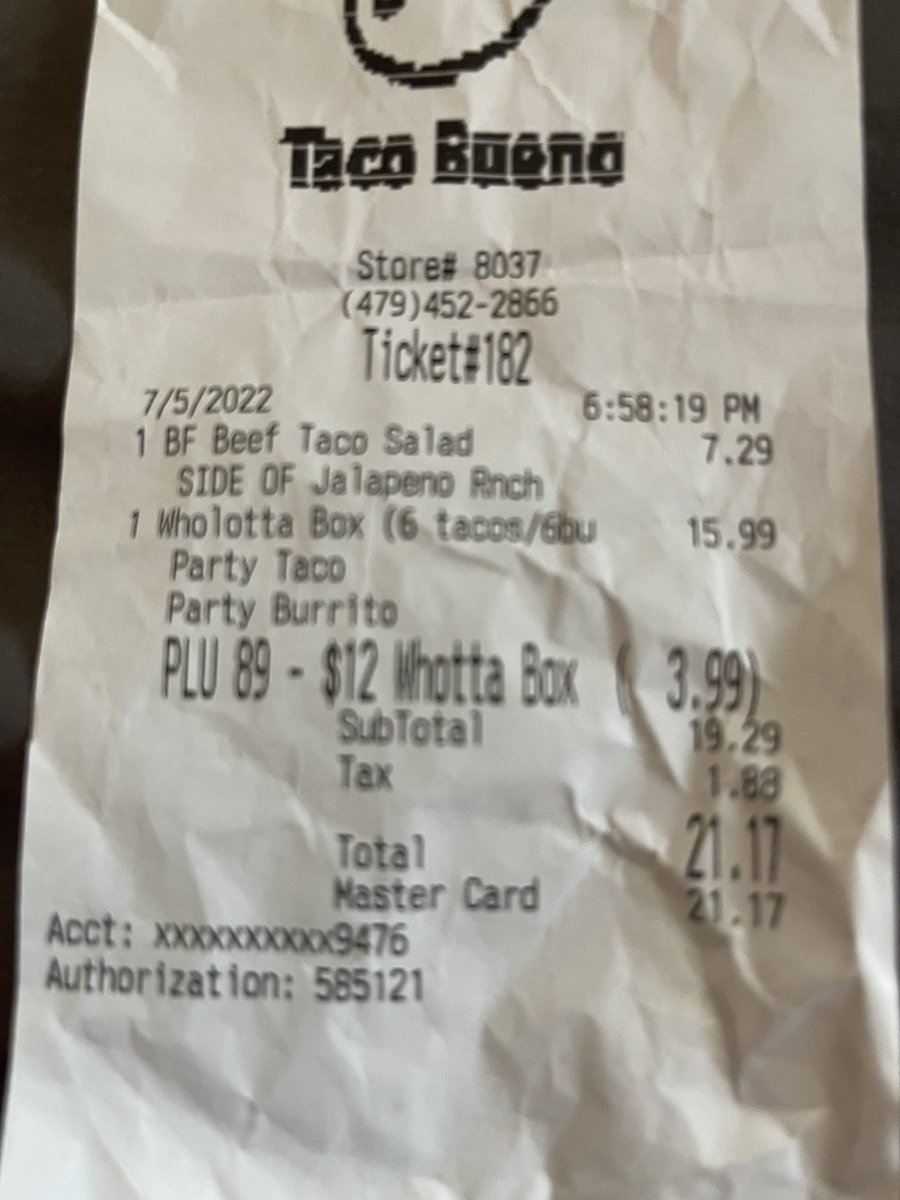 Taco Bueno
Store# 8037
(479)452-2866
Ticket#182
7/5/2022 6:58:19 PM
1 BF Beef Taco Salad 7.29
SIDE OF Jalapeno Rnch
1 Wholotta Box (6 tacos/6bu 15.99
Party Taco
Party Burrito
PLU 89 - $12 Whotta Box ( 3.99)
SubTotal 19.29
Tax 1.88
Total 21.17
Master Card 21.17
Acct: xxxxxxxxxxx9476
Authorization: 585121